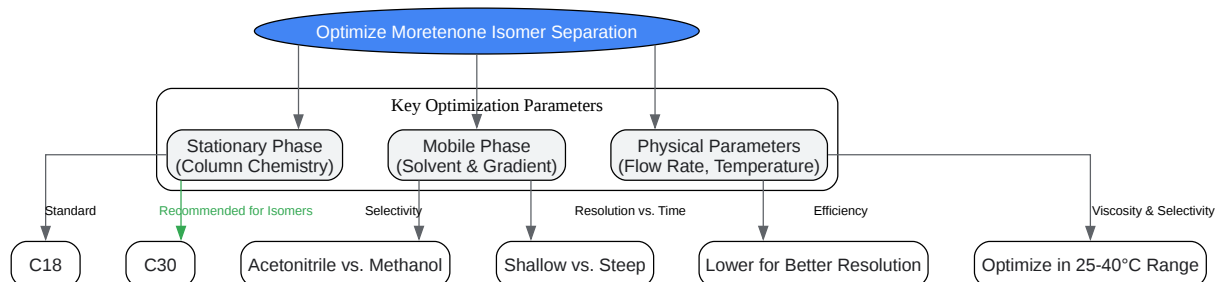 Optimize Moretenone Isomer Separation
Key Optimization Parameters
Stationary Phase
(Column Chemistry)
Mobile Phase
(Solvent & Gradient)
Physical Parameters
(Flow Rate, Temperature)
Standard
Recommended for Isomers
Selectivity
Resolution vs. Time
Efficiency
Viscosity & Selectivity
C18
C30
Acetonitrile vs. Methanol
Shallow vs. Steep
Lower for Better Resolution
Optimize in 25-40°C Range